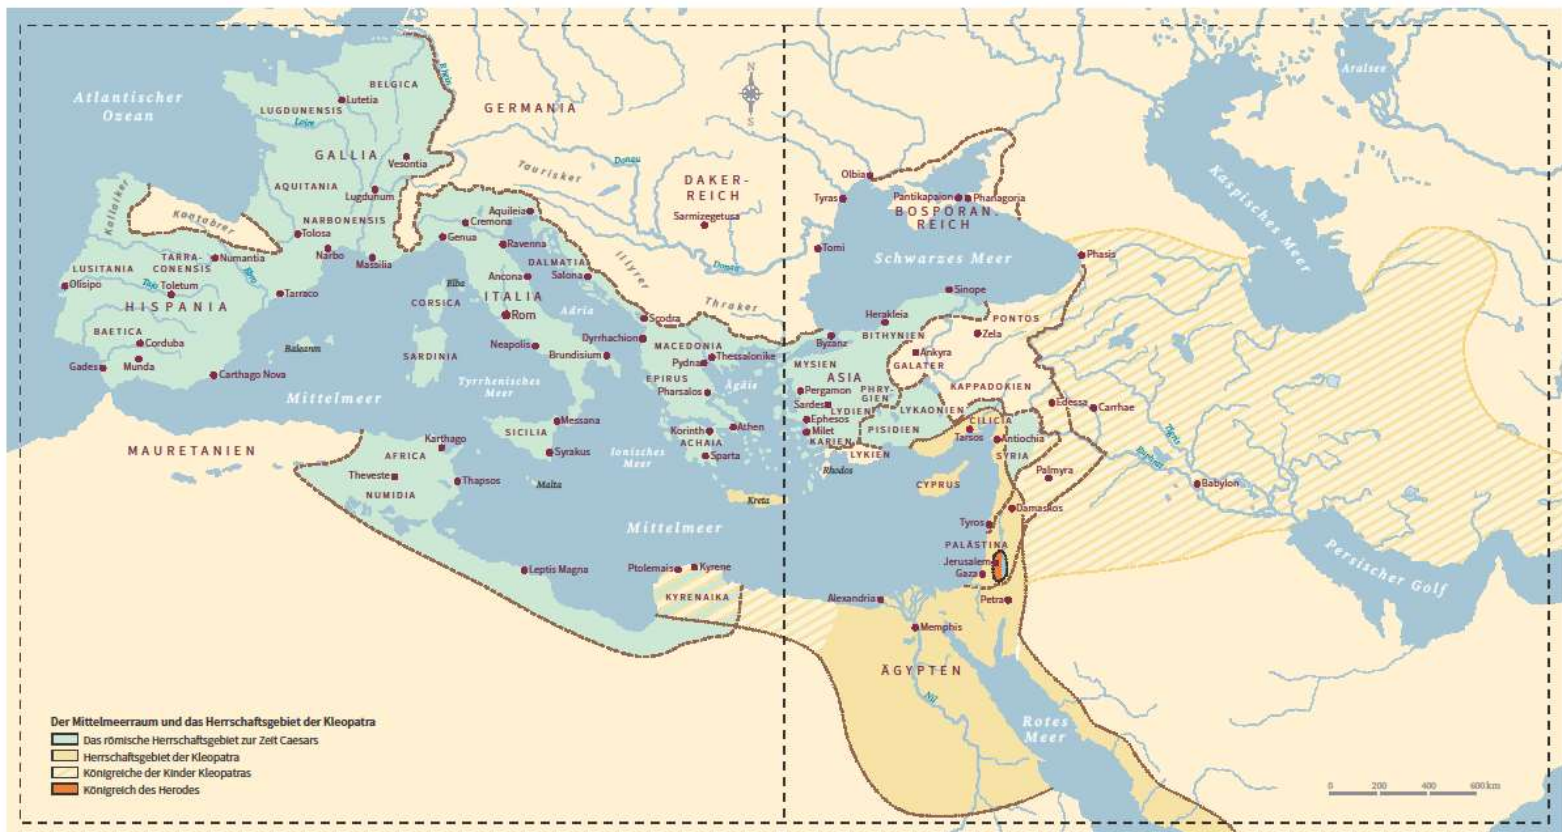 Atlantischer
Ozean
BELGICA
Rhein
Lutetia
LUGDUNENSIS
Loire
GALLIA
Vesontia
AQUITANIA
Lugdunum
NARBONENSIS
Tolosa
Narbo
Massilia
Kallaiker
Kantabrer
TARRA-
CONENSIS
Numantia
LUSITANIA
Tajo
Toletum
Ebro
Olisipo
HISPANIA
Tarraco
BAETICA
Corduba
Gades
Munda
Carthago Nova
Balearen
GERMANIA
Taurisker
Donau
DAKER-
REICH
Sarmizegetusa
Donau
Aquileia
Cremona
Genua
Ravenna
DALMATIA
Illyrer
Ancona
Salona
Elba
ITALIA
CORSICA
Rom
Adria
Scodra
Thraker
Neapolis
Dyrrhachion
Brundisium
MACEDONIA
Pydna
Thessalonike
SARDINIA
EPIRUS
Pharsalos
Ägäis
Tyrrhenisches
Meer
Mittelmeer
Messana
SICILIA
Syrakus
Korinth
Athen
ACHAIA
Sparta
Ionisches
Meer
Malta
Kreta
MAURETANIEN
Karthago
AFRICA
Theveste
Thapsos
NUMIDIA
Mittelmeer
Leptis Magna
Ptolemais
Kyrene
KYRENAIKA
N
S
Olbia
Tyras
Pantikapaion
Phanagoria
BOSPORAN-
REICH
Tomi
Schwarzes Meer
Phasis
Sinope
Herakleia
PONTOS
Byzanz
BITHYNIEN
Zela
Ankyra
GALATER
MYSIEN
ASIA
Pergamon
PHRY-
GIEN
KAPPADOKIEN
Sardes
LYDIEN
LYKAONIEN
Ephesos
Milet
PISIDIEN
KARIEN
LYKIEN
CILICIA
Tarsos
Antiochia
SYRIA
Edessa
Carrhae
Rhodos
CYPRUS
Palmyra
Tigris
Euphrat
Babylon
Damaskos
Tyros
PALÄSTINA
Jerusalem
Gaza
Petra
Alexandria
Memphis
ÄGYPTEN
Nil
Rotes
Meer
Aralsee
Kaspisches Meer
Persischer Golf
Der Mittelmeerraum und das Herrschaftsgebiet der Kleopatra
Das römische Herrschaftsgebiet zur Zeit Caesars
Herrschaftsgebiet der Kleopatra
Königreiche der Kinder Kleopatras
Königreich des Herodes
0 200 400 600 km